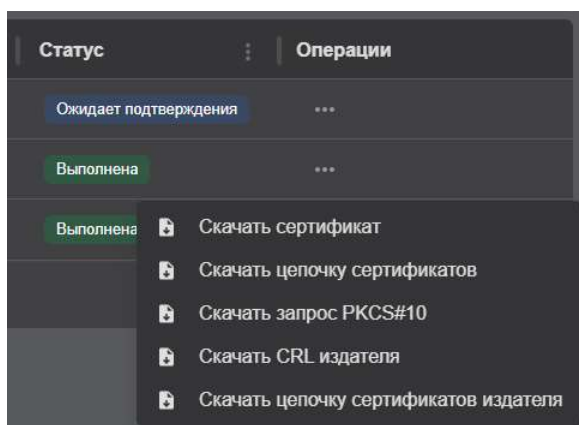 Статус
Операции
Ожидает подтверждения
Выполнена
Выполнена
Скачать сертификат
Скачать цепочку сертификатов
Скачать запрос PKCS#10
Скачать CRL издателя
Скачать цепочку сертификатов издателя